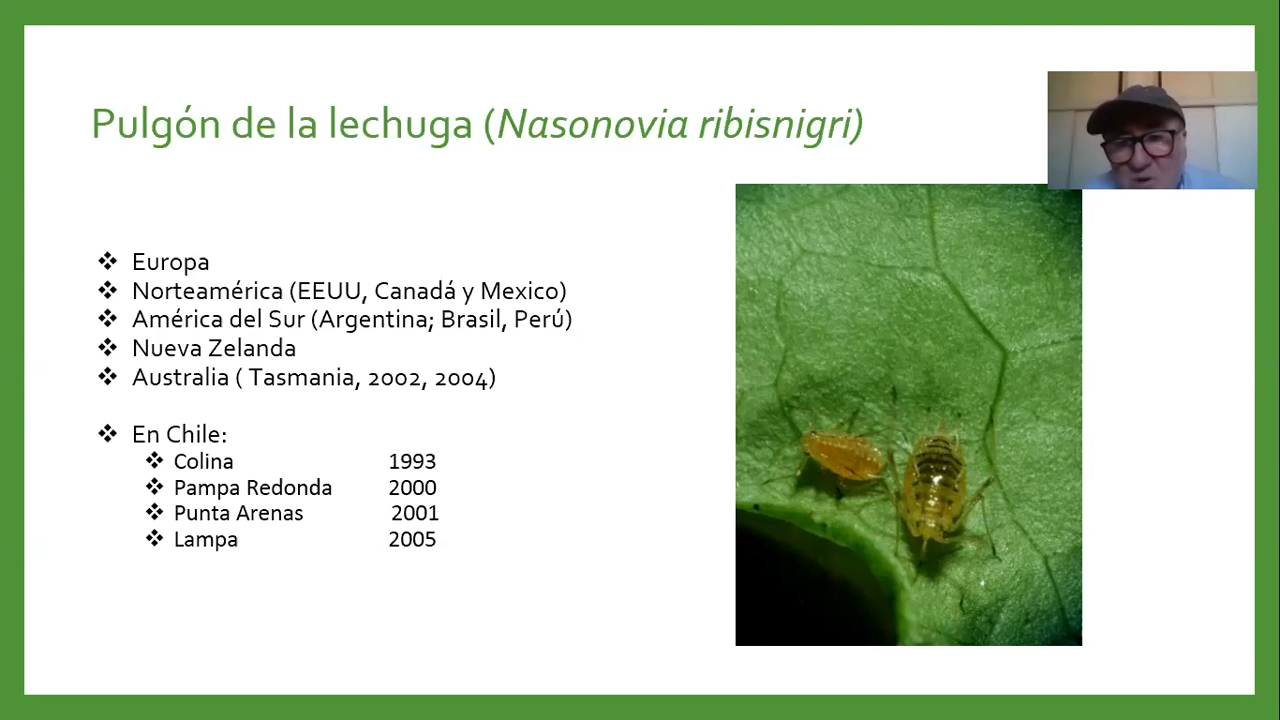 Pulgón de la lechuga (Nasonovia ribisnigri)
❖ Europa
❖ Norteamérica (EEUU, Canadá y Mexico)
❖ América del Sur (Argentina; Brasil, Perú)
❖ Nueva Zelanda
❖ Australia ( Tasmania, 2002, 2004)
❖ En Chile:
❖ Colina 1993
❖ Pampa Redonda 2000
❖ Punta Arenas 2001
❖ Lampa 2005